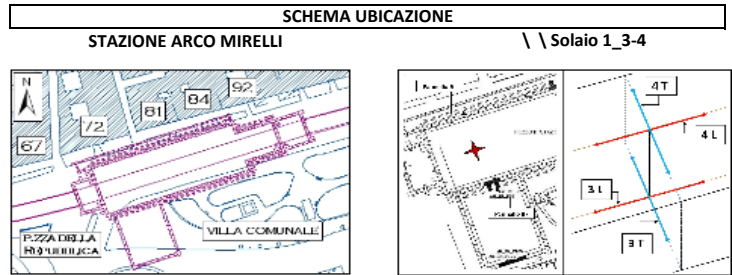 SCHEMA UBICAZIONE
STAZIONE ARCO MIRELLI
\ \ Solaio 1_3-4
N
92
84
81
72
67
VILLA COMUNALE
P.ZZA DELLA
REPUBBLICA
4 T
4 L
3 L
3 T